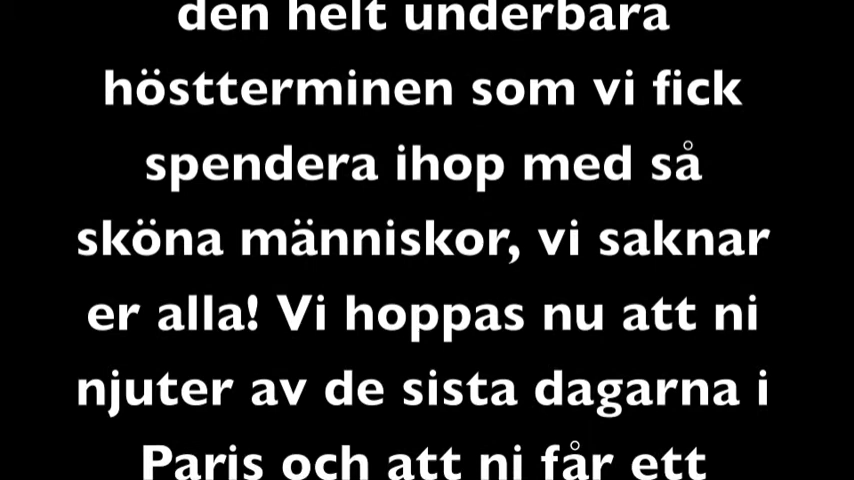 den helt underbara
höstterminen som vi fick
spendera ihop med så
sköna människor, vi saknar
er alla! Vi hoppas nu att ni
njuter av de sista dagarna i
Paris och att ni får ett